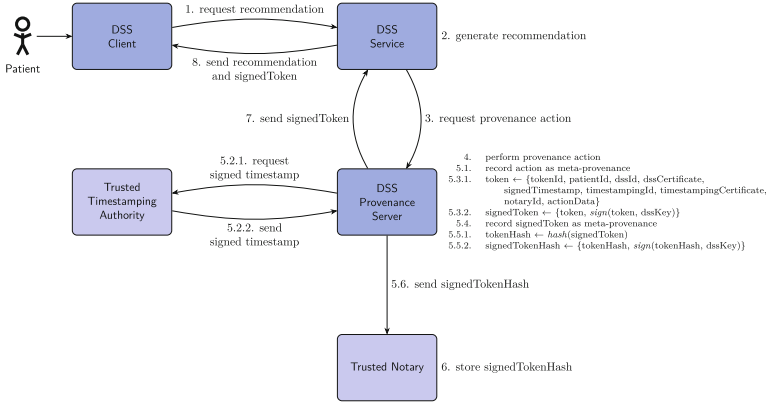 1. request recommendation
DSS
Client
DSS
Service
2. generate recommendation
Patient
8. send recommendation
and signedToken
7. send signedToken
3. request provenance action
5.2.1. request
signed timestamp
Trusted
Timestamping
Authority
DSS
Provenance
Server
5.2.2. send
signed timestamp
4. perform provenance action
5.1. record action as meta-provenance
5.3.1. token ← {tokenId, patientId, dssId, dssCertificate,
signedTimestamp, timestampingId, timestampingCertificate,
notaryId, actionData}
5.3.2. signedToken ← {token, sign(token, dssKey)}
5.4. record signedToken as meta-provenance
5.5.1. tokenHash ← hash(signedToken)
5.5.2. signedTokenHash ← {tokenHash, sign(tokenHash, dssKey)}
5.6. send signedTokenHash
Trusted Notary
6. store signedTokenHash